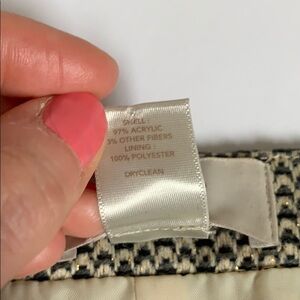 SHELL :
97% ACRYLIC
3% OTHER FIBERS
LINING :
100% POLYESTER
DRYCLEAN